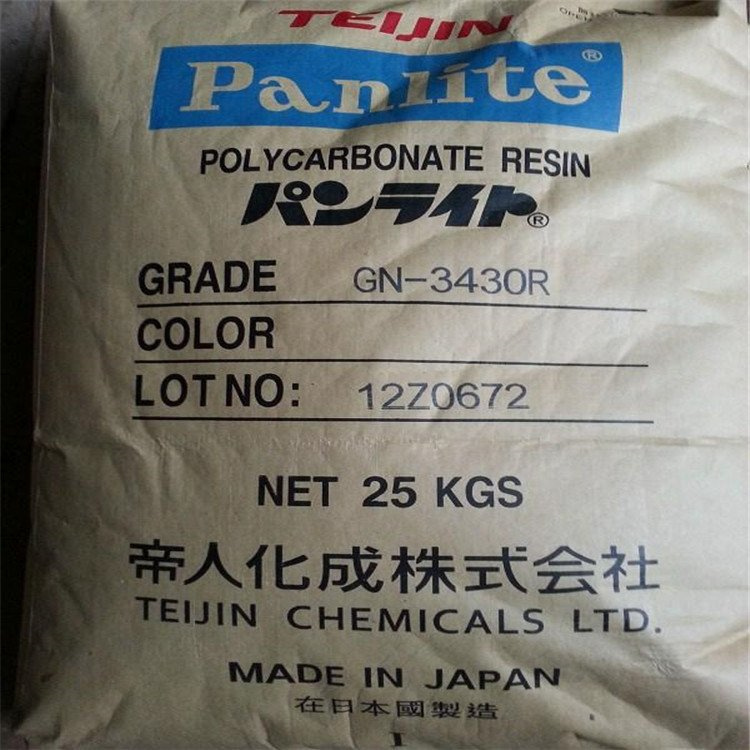 TEIJIN
Panlite®
POLYCARBONATE RESIN
パンライト®
GRADE GN-3430R
COLOR
LOT NO: 12Z0672
NET 25 KGS
帝人化成株式会社
TEIJIN CHEMICALS LTD.
MADE IN JAPAN
在日本國製造
I